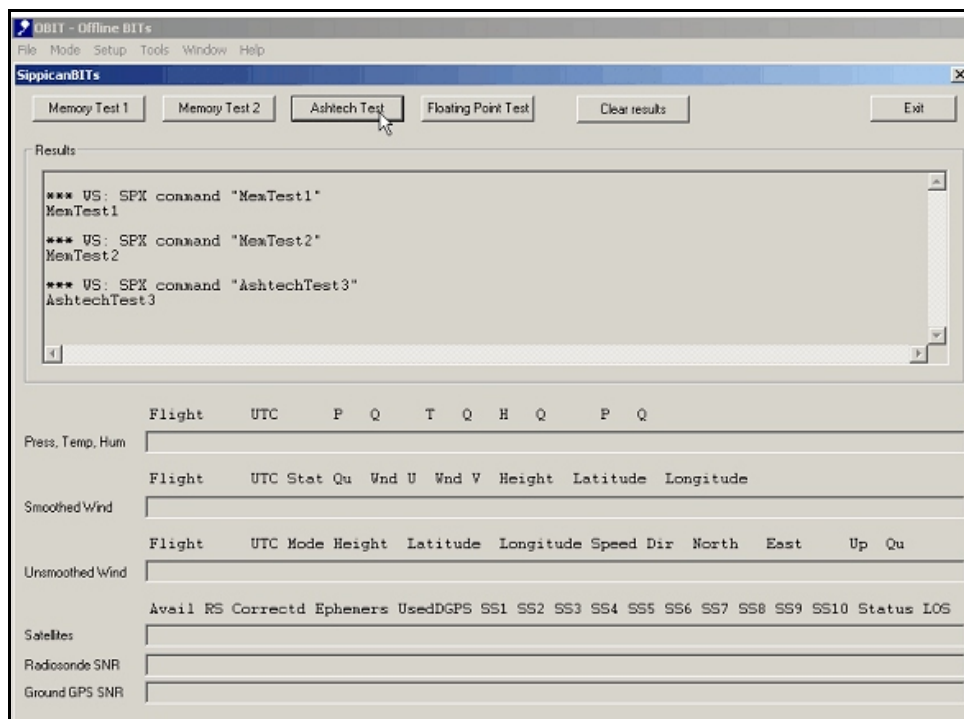 OBIT - Offline BITs
File Mode Setup Tools Window Help
SippicanBITs
Memory Test 1 Memory Test 2 Ashtech Test Floating Point Test Clear results Exit
Results
*** WS: SPX command "MemTest1"
MemTest1
*** WS: SPX command "MemTest2"
MemTest2
*** WS: SPX command "AshtechTest3"
AshtechTest3
Flight UTC P Q T Q H Q P Q
Press, Temp, Hum
Flight UTC Stat Qu Wnd U Wnd V Height Latitude Longitude
Smoothed Wind
Flight UTC Mode Height Latitude Longitude Speed Dir North East Up Qu
Unsmoothed Wind
Avail RS Correctd Ephemers UsedDGPS SS1 SS2 SS3 SS4 SS5 SS6 SS7 SS8 SS9 SS10 Status LOS
Satellites
Radiosonde SNR
Ground GPS SNR